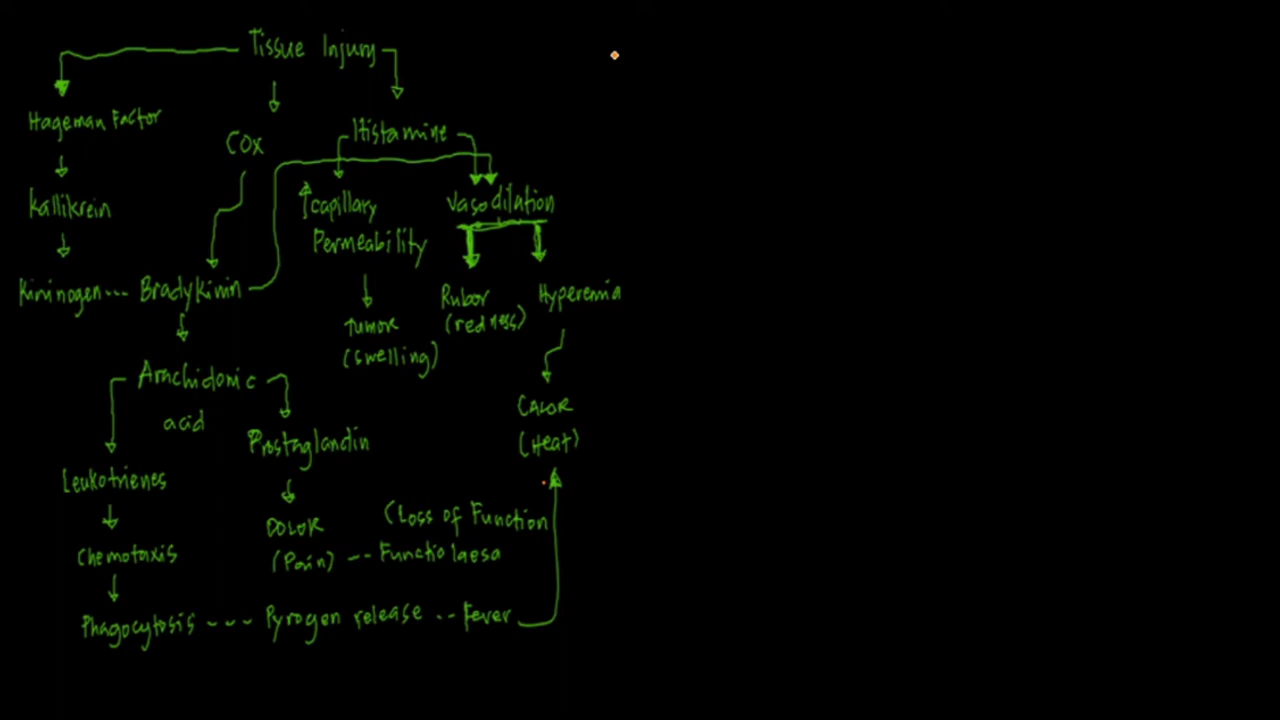 Tissue Injury
Hageman Factor
COX
Histamine
Kallikrein
↑capillary
Permeability
Vasodilation
Kininogen --- Bradykinin
Rubor
(redness)
Hyperemia
Tumor
(swelling)
Arachidonic
acid
CALOR
(Heat)
Prostaglandin
Leukotrienes
DOLOR
(Pain) --- Functio laesa
(Loss of Function
Chemotaxis
Phagocytosis --- Pyrogen release -- Fever